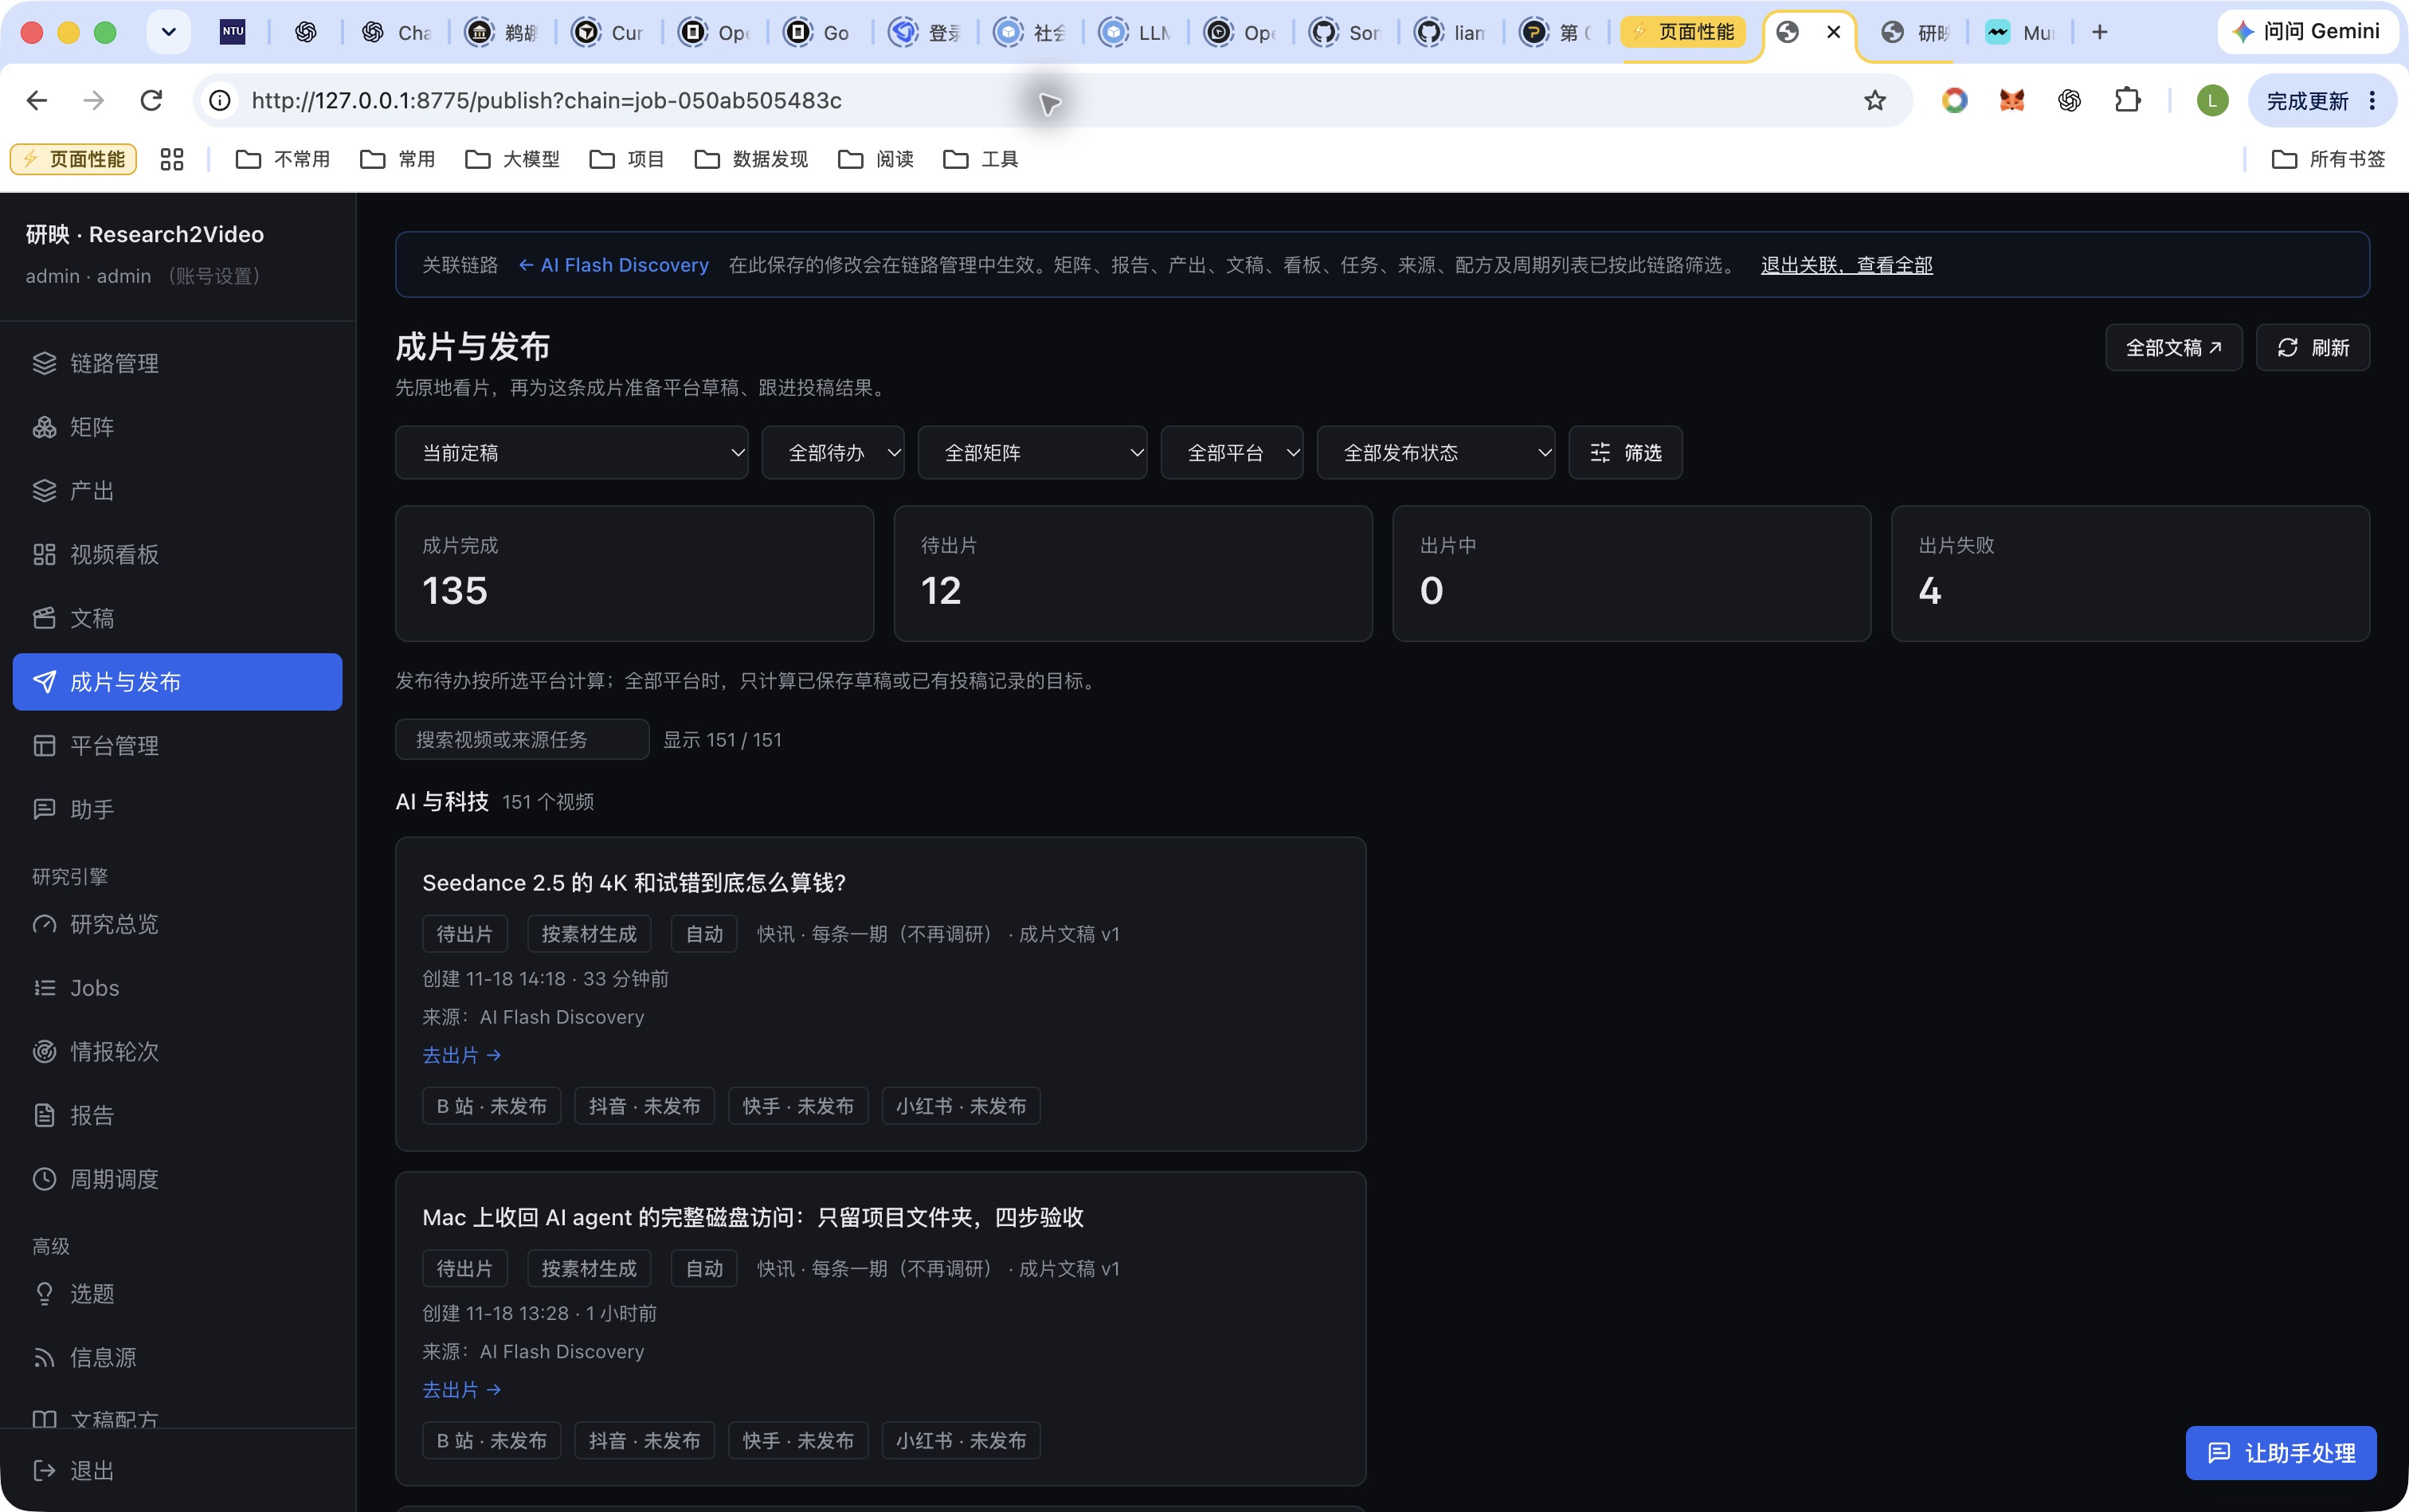 NTU
Cha
Cur
Ope
Go
登录
社会
LLM
Ope
Son
liam
页面性能
研映
Mu
问问 Gemini
http://127.0.0.1:8775/publish?chain=job-050ab505483c
L
完成更新
页面性能
不常用
常用
大模型
项目
数据发现
阅读
工具
所有书签
研映 · Research2Video
admin · admin （账号设置）
链路管理
矩阵
产出
视频看板
文稿
成片与发布
平台管理
助手
研究引擎
研究总览
Jobs
情报轮次
报告
周期调度
高级
选题
信息源
文稿配方
退出
关联链路 ← AI Flash Discovery 在此保存的修改会在链路管理中生效。矩阵、报告、产出、文稿、看板、任务、来源、配方及周期列表已按此链路筛选。 退出关联，查看全部
成片与发布
全部文稿↗ 刷新
先原地看片，再为这条成片准备平台草稿、跟进投稿结果。
当前定稿 全部待办 全部矩阵 全部平台 全部发布状态 筛选
成片完成
135
待出片
12
出片中
0
出片失败
4
发布待办按所选平台计算；全部平台时，只计算已保存草稿或已有投稿记录的目标。
搜索视频或来源任务 显示 151 / 151
AI 与科技 151 个视频
Seedance 2.5 的 4K 和试错到底怎么算钱?
待出片 按素材生成 自动 快讯 · 每条一期（不再调研） · 成片文稿 v1
创建 11-18 14:18 · 33 分钟前
来源：AI Flash Discovery
去出片 →
B 站 · 未发布 抖音 · 未发布 快手 · 未发布 小红书 · 未发布
Mac 上收回 AI agent 的完整磁盘访问：只留项目文件夹，四步验收
待出片 按素材生成 自动 快讯 · 每条一期（不再调研） · 成片文稿 v1
创建 11-18 13:28 · 1 小时前
来源：AI Flash Discovery
去出片 →
B 站 · 未发布 抖音 · 未发布 快手 · 未发布 小红书 · 未发布
让助手处理